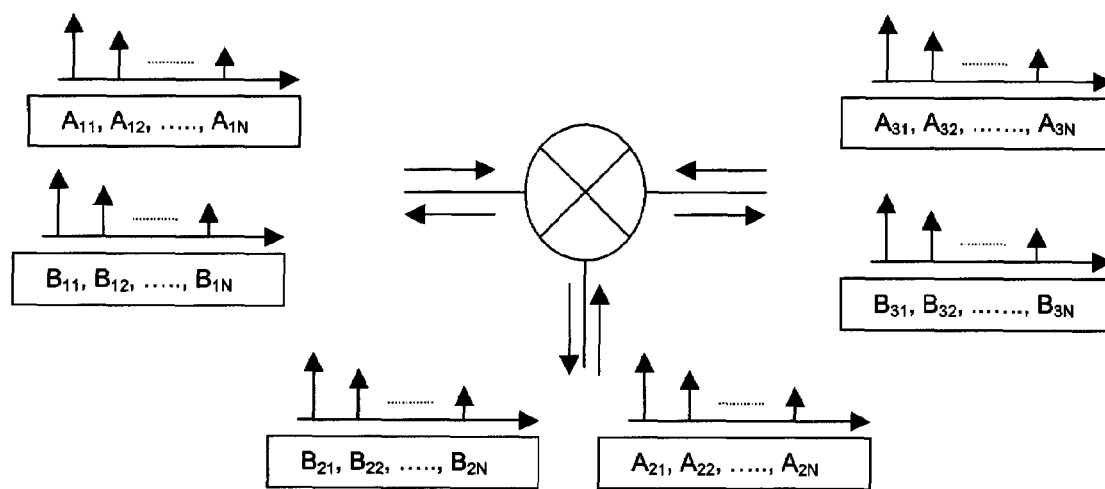 A₁₁, A₁₂, ....., A₁N
A₃₁, A₃₂, ......., A₃N
B₁₁, B₁₂, ....., B₁N
B₃₁, B₃₂, ......., B₃N
B₂₁, B₂₂, ....., B₂N
A₂₁, A₂₂, ....., A₂N